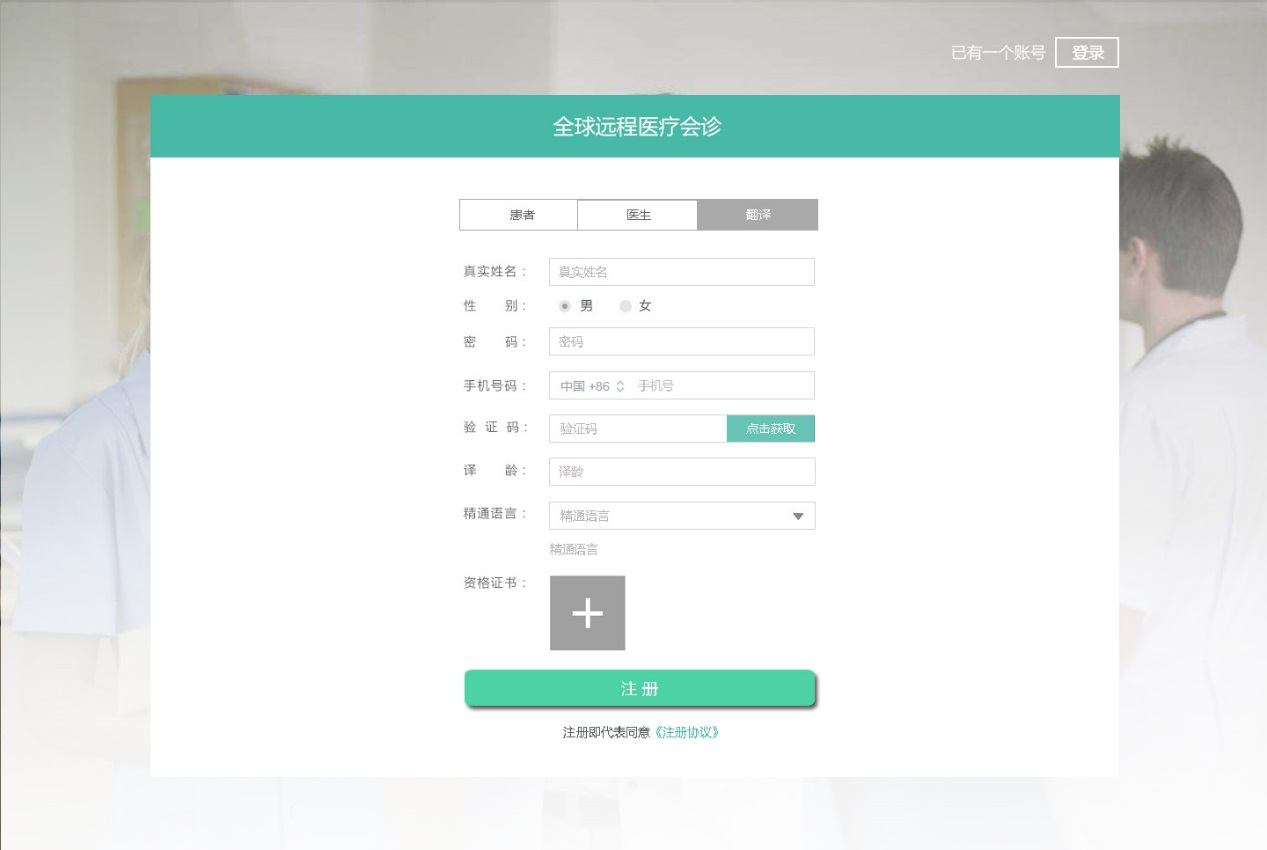 已有一个账号 登录
全球远程医疗会诊
患者 医生 翻译
真实姓名： 真实姓名
性 别： 男 女
密 码： 密码
手机号码： 中国 +86 手机号
验 证 码： 验证码 点击获取
译 龄： 译龄
精通语言： 精通语言
精通语言
资格证书：
注 册
注册即代表同意《注册协议》